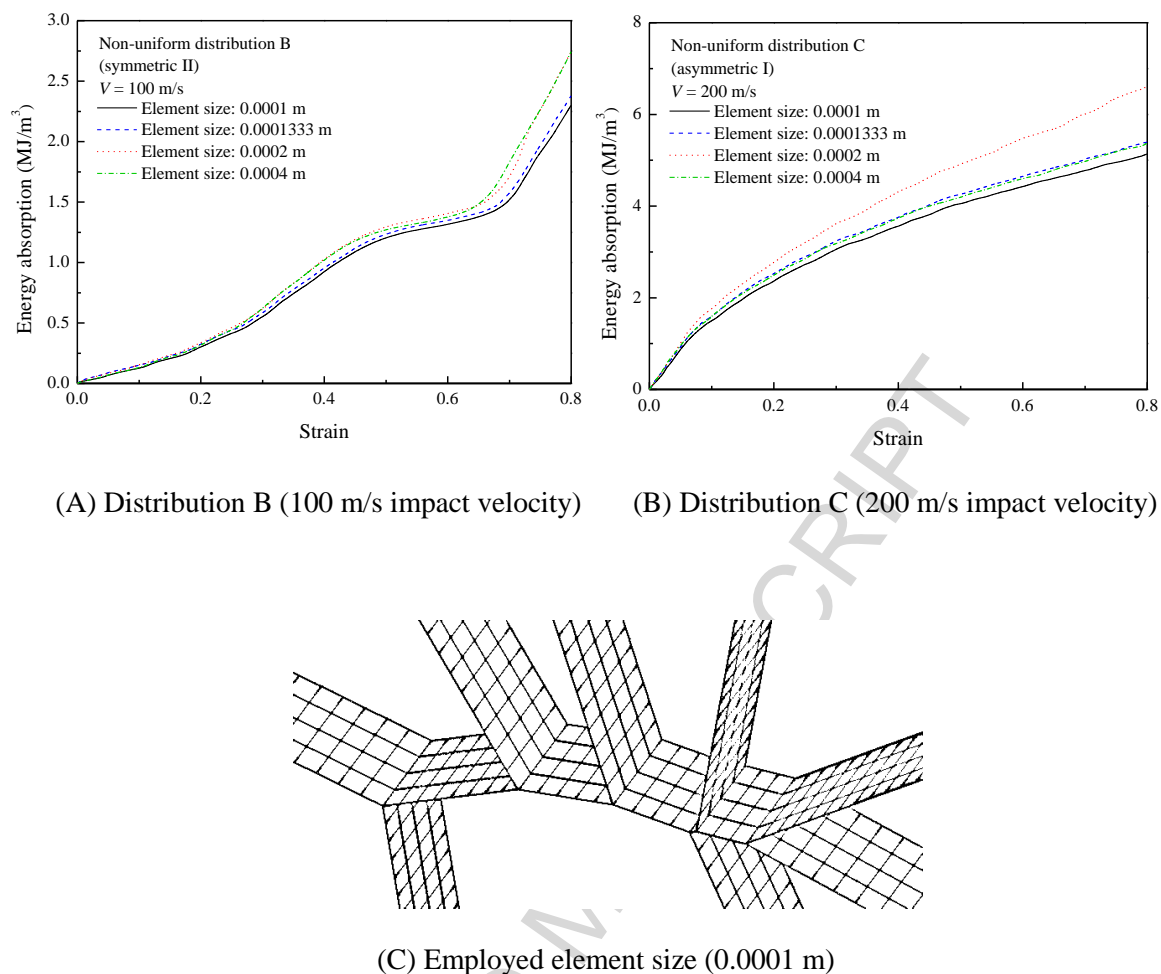 3.0
2.5
2.0
1.5
1.0
0.5
0.0
Energy absorption (MJ/m³)
Non-uniform distribution B
(symmetric II)
V = 100 m/s
Element size: 0.0001 m
Element size: 0.0001333 m
Element size: 0.0002 m
Element size: 0.0004 m
0.0 0.2 0.4 0.6 0.8
Strain
8
6
4
2
0
Energy absorption (MJ/m³)
Non-uniform distribution C
(asymmetric I)
V = 200 m/s
Element size: 0.0001 m
Element size: 0.0001333 m
Element size: 0.0002 m
Element size: 0.0004 m
0.0 0.2 0.4 0.6 0.8
Strain
(A) Distribution B (100 m/s impact velocity)
(B) Distribution C (200 m/s impact velocity)
(C) Employed element size (0.0001 m)